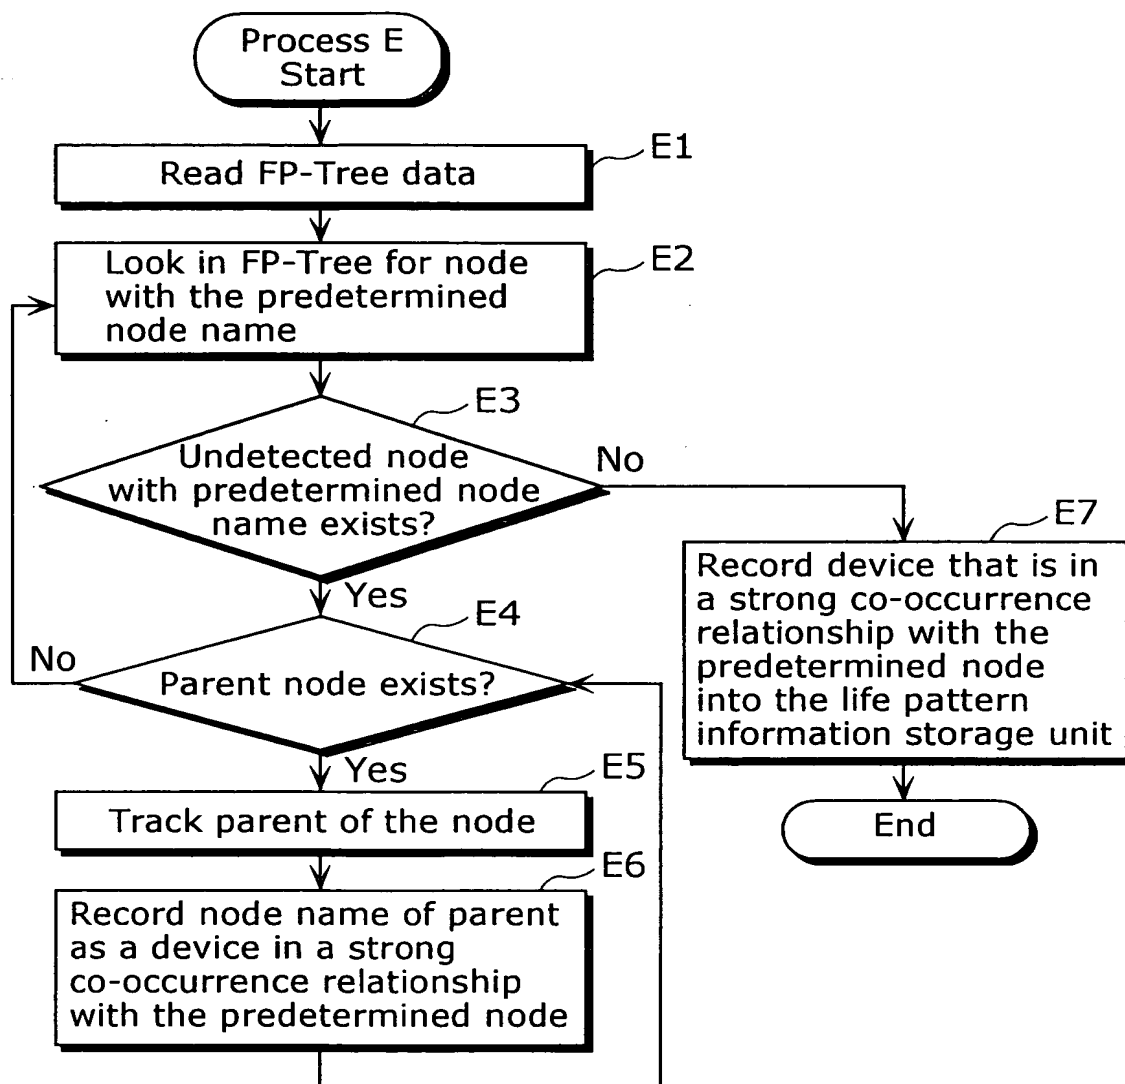 Process E
Start
E1
Read FP-Tree data
E2
Look in FP-Tree for node
with the predetermined
node name
E3
Undetected node
with predetermined node
name exists?
No
Yes
E7
Record device that is in
a strong co-occurrence
relationship with the
predetermined node
into the life pattern
information storage unit
E4
No
Parent node exists?
Yes
E5
Track parent of the node
End
E6
Record node name of parent
as a device in a strong
co-occurrence relationship
with the predetermined node